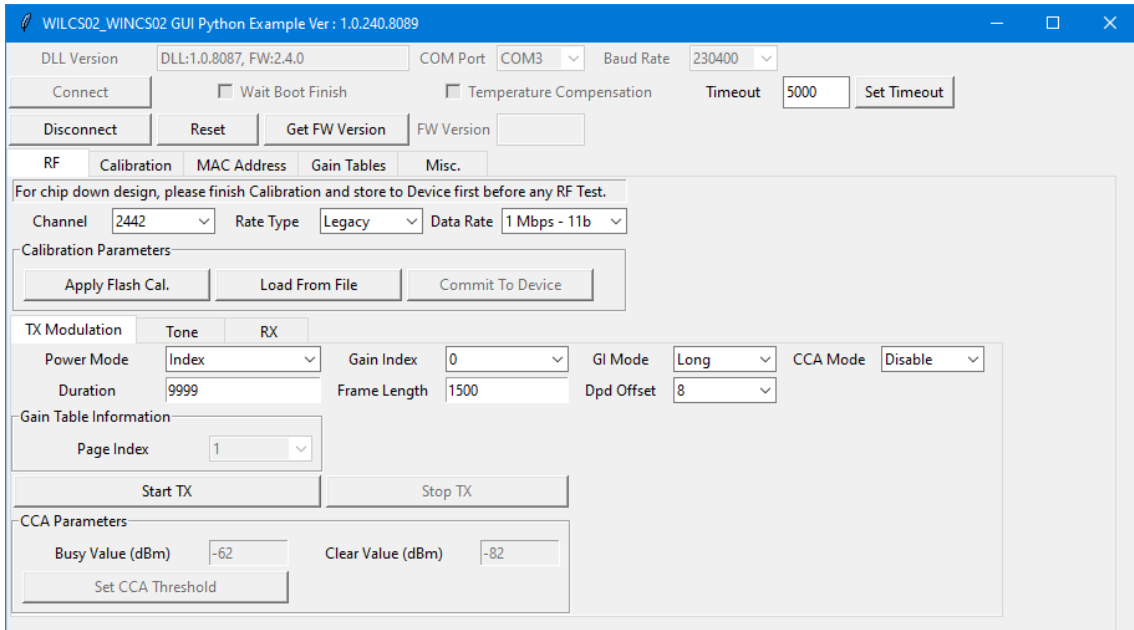 WILCS02_WINCS02 GUI Python Example Ver : 1.0.240.8089
DLL Version DLL:1.0.8087, FW:2.4.0 COM Port COM3 Baud Rate 230400
Connect Wait Boot Finish Temperature Compensation Timeout 5000 Set Timeout
Disconnect Reset Get FW Version FW Version
RF Calibration MAC Address Gain Tables Misc.
For chip down design, please finish Calibration and store to Device first before any RF Test.
Channel 2442 Rate Type Legacy Data Rate 1 Mbps - 11b
Calibration Parameters
Apply Flash Cal. Load From File Commit To Device
TX Modulation Tone RX
Power Mode Index Gain Index 0 GI Mode Long CCA Mode Disable
Duration 9999 Frame Length 1500 Dpd Offset 8
Gain Table Information
Page Index 1
Start TX Stop TX
CCA Parameters
Busy Value (dBm) -62 Clear Value (dBm) -82
Set CCA Threshold